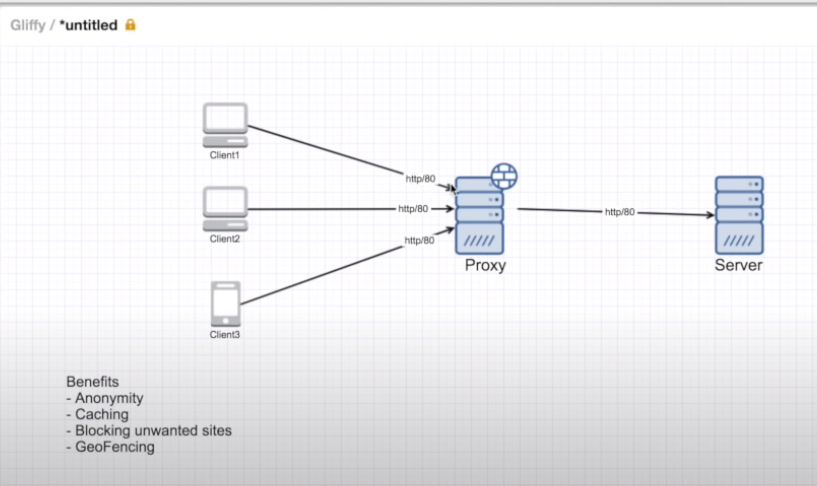 Gliffy / *untitled
Client1
http/80
Client2
http/80
http/80
http/80
Proxy
Server
Client3
Benefits
- Anonymity
- Caching
- Blocking unwanted sites
- GeoFencing